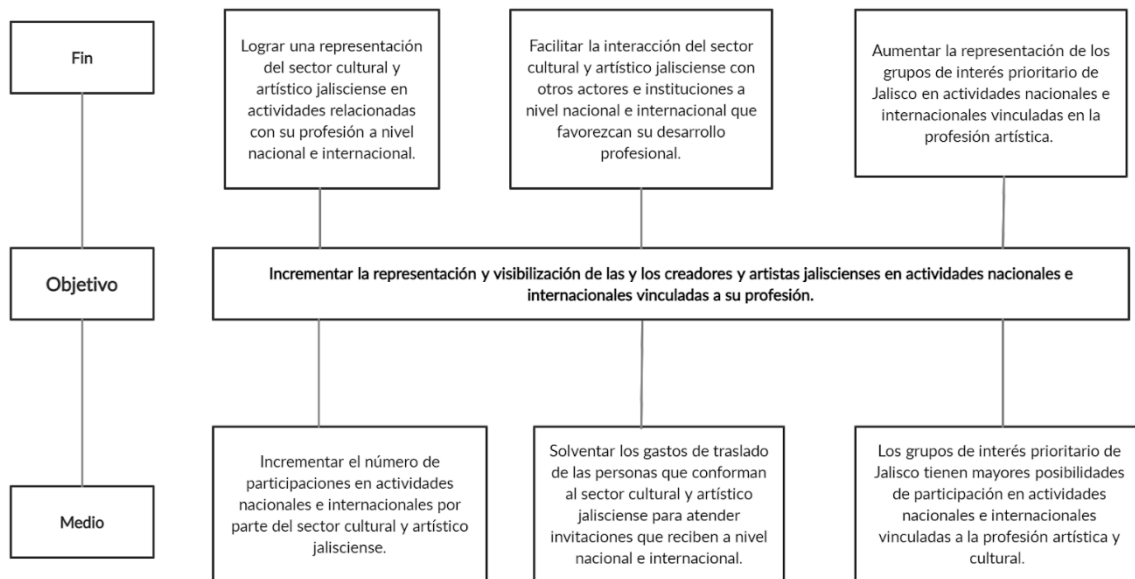 Fin
Lograr una representación
del sector cultural y
artístico jalisciense en
actividades relacionadas
con su profesión a nivel
nacional e internacional.
Facilitar la interacción del sector
cultural y artístico jalisciense con
otros actores e instituciones a
nivel nacional e internacional que
favorezcan su desarrollo
profesional.
Aumentar la representación de los
grupos de interés prioritario de
Jalisco en actividades nacionales e
internacionales vinculadas en la
profesión artística.
Objetivo
Incrementar la representación y visibilización de las y los creadores y artistas jaliscienses en actividades nacionales e
internacionales vinculadas a su profesión.
Medio
Incrementar el número de
participaciones en actividades
nacionales e internacionales por
parte del sector cultural y artístico
jalisciense.
Solventar los gastos de traslado
de las personas que conforman
al sector cultural y artístico
jalisciense para atender
invitaciones que reciben a nivel
nacional e internacional.
Los grupos de interés prioritario de
Jalisco tienen mayores posibilidades
de participación en actividades
nacionales e internacionales
vinculadas a la profesión artística y
cultural.